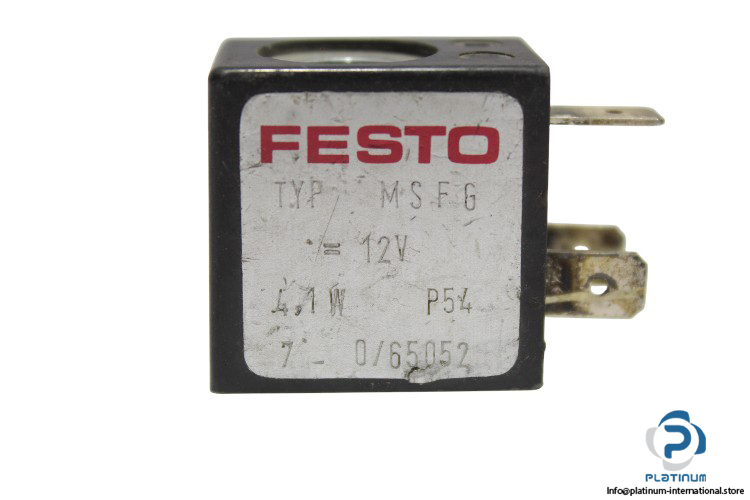 FESTO
TYP MSFG
= 12V
4,1W P54
7 - 0/65052
PLATINUM
Info@platinum-international.store